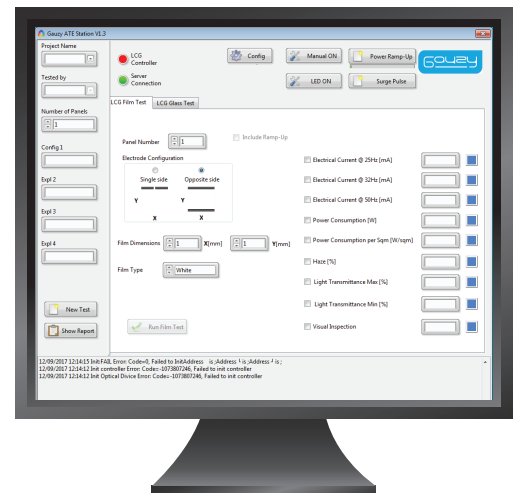 Gauzy ATE Station V1.3
Project Name
Tested by
Number of Panels
1
Config 1
Expl 2
Expl 3
Expl 4
New Test
Show Report
LCG Controller
Server Connection
Config
Manual ON
Power Ramp-Up
LED ON
Surge Pulse
Gauzy
LCG Film Test
LCG Glass Test
Panel Number
1
Include Ramp-Up
Electrode Configuration
Single side
Opposite side
Y
Y
X
X
Film Dimensions
1
X[mm]
1
Y[mm]
Film Type
White
Run Film Test
Electrical Current @ 25Hz [mA]
Electrical Current @ 32Hz [mA]
Electrical Current @ 50Hz [mA]
Power Consumption [W]
Power Consumption per Sqm [W/sqm]
Haze [%]
Light Transmittance Max [%]
Light Transmittance Min [%]
Visual Inspection
12/09/2017 12:14:15 Init:FAIL Error: Code=0, Failed to InitAddress is ;Address is ;Address is ;
12/09/2017 12:14:12 Init controller Error: Code=-1073807246, Failed to init controller
12/09/2017 12:14:12 Init Optical Divice Error: Code=-1073807246, Failed to init controller